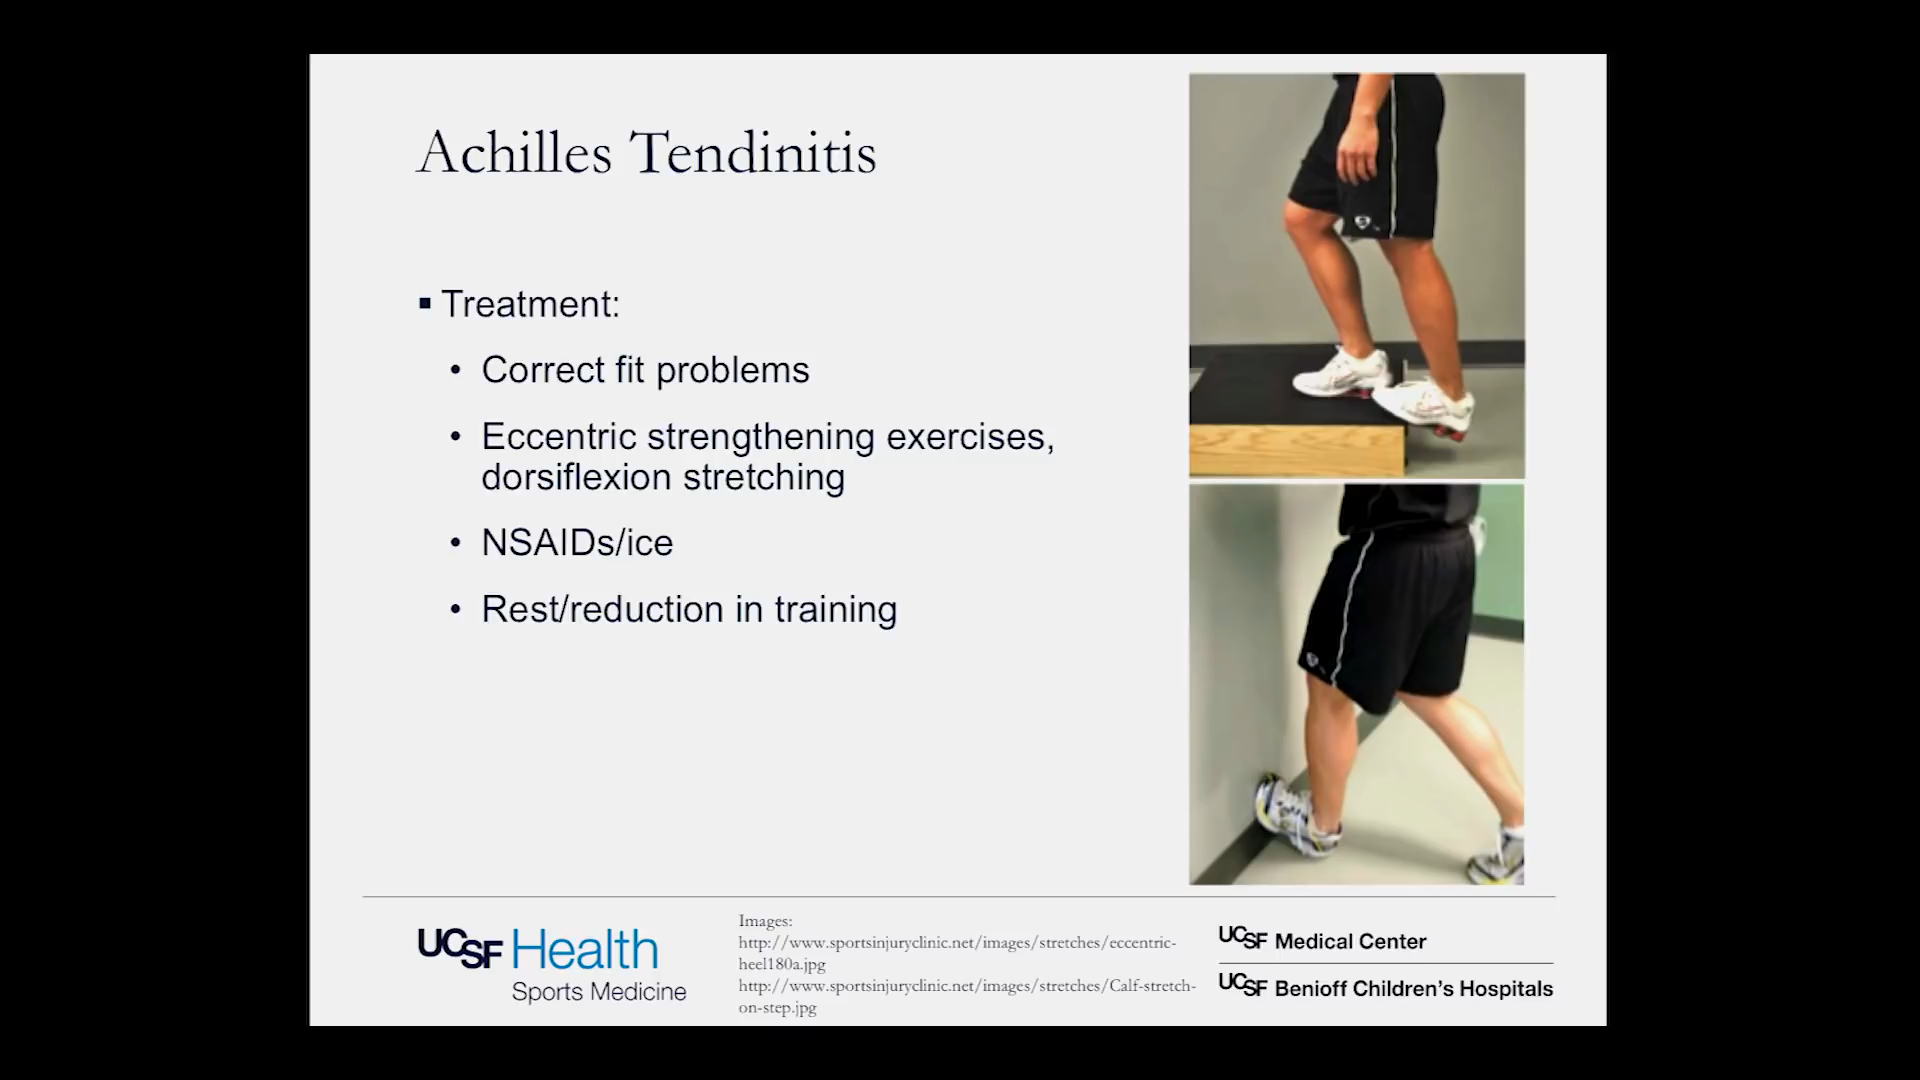 Achilles Tendinitis
▪ Treatment:
• Correct fit problems
• Eccentric strengthening exercises,
dorsiflexion stretching
• NSAIDs/ice
• Rest/reduction in training
UCSF Health
Sports Medicine
Images:
http://www.sportsinjuryclinic.net/images/stretches/eccentric-
heel180a.jpg
http://www.sportsinjuryclinic.net/images/stretches/Calf-stretch-
on-step.jpg
UCSF Medical Center
UCSF Benioff Children's Hospitals